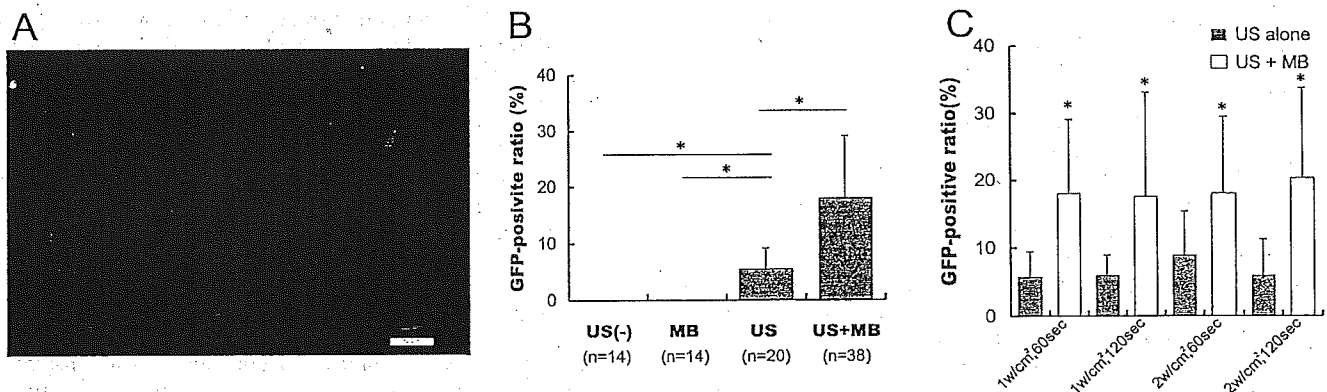 A
B
GFP-posivite ratio (%)
40
30
20
10
0
*
*
*
US(-)
MB
US
US+MB
(n=14)
(n=14)
(n=20)
(n=38)
C
GFP-positive ratio(%)
40
30
20
10
0
US alone
US + MB
*
*
*
*
1w/cm²,60sec
1w/cm²,120sec
2w/cm²,60sec
2w/cm²,120sec